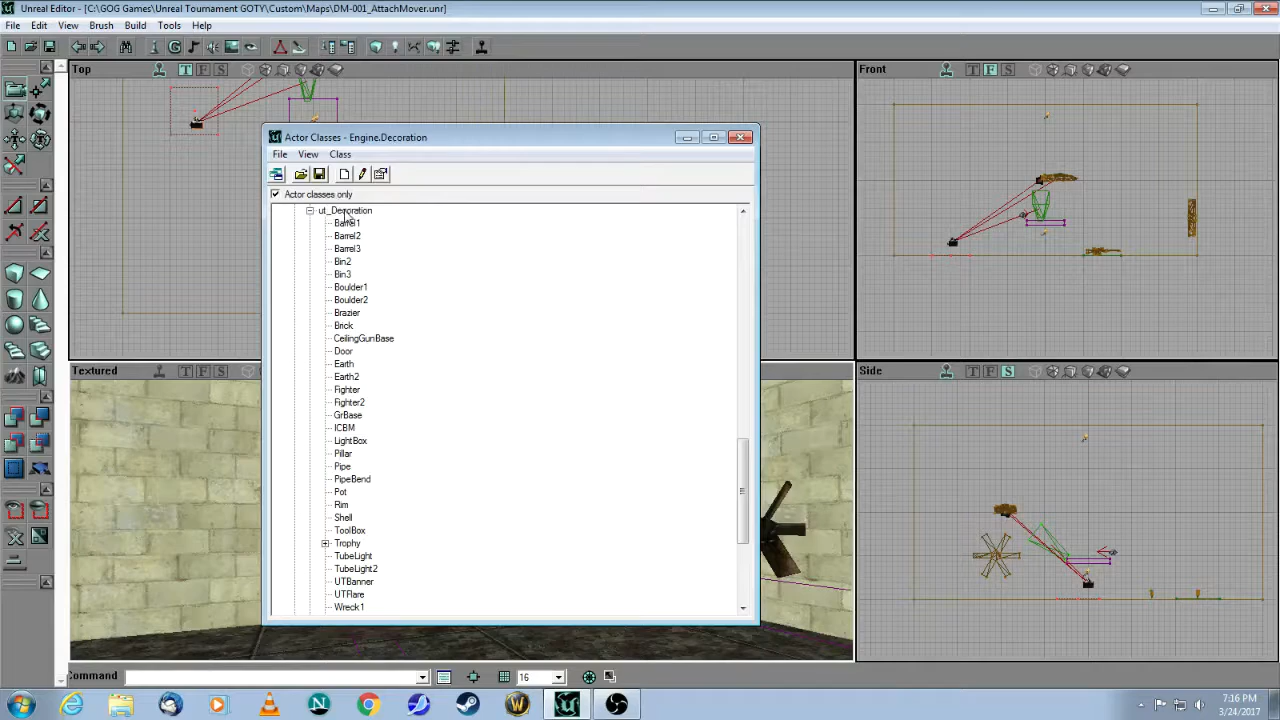 Unreal Editor - [C:\GOG Games\Unreal Tournament GOTY\Custom\Maps\DM-001_AttachMover.unr]
File Edit View Brush Build Tools Help
Top
T F S
Front
T F S
Actor Classes - Engine.Decoration
File View Class
Actor classes only
ut_Decoration
Barrel1
Barrel2
Barrel3
Bin2
Bin3
Boulder1
Boulder2
Brazier
Brick
CeilingGunBase
Door
Earth
Earth2
Fighter
Fighter2
GrBase
ICBM
LightBox
Pillar
Pipe
PipeBend
Pot
Rim
Shell
ToolBox
Trophy
TubeLight
TubeLight2
UTBanner
UTFlare
Wreck1
Textured
T F S
Side
T F S
Command
16
7:16 PM
3/24/2017